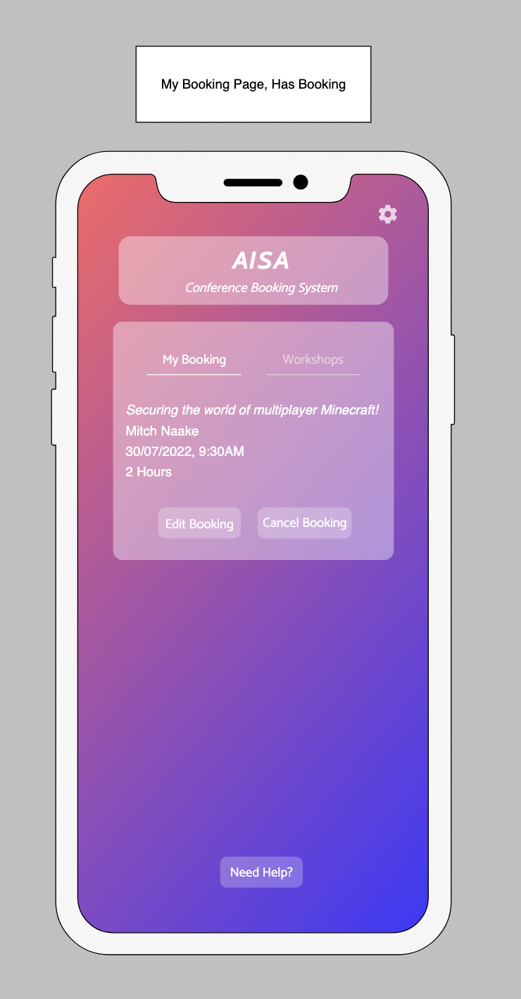 My Booking Page, Has Booking
AISA
Conference Booking System
My Booking
Workshops
Securing the world of multiplayer Minecraft!
Mitch Naake
30/07/2022, 9:30AM
2 Hours
Edit Booking
Cancel Booking
Need Help?